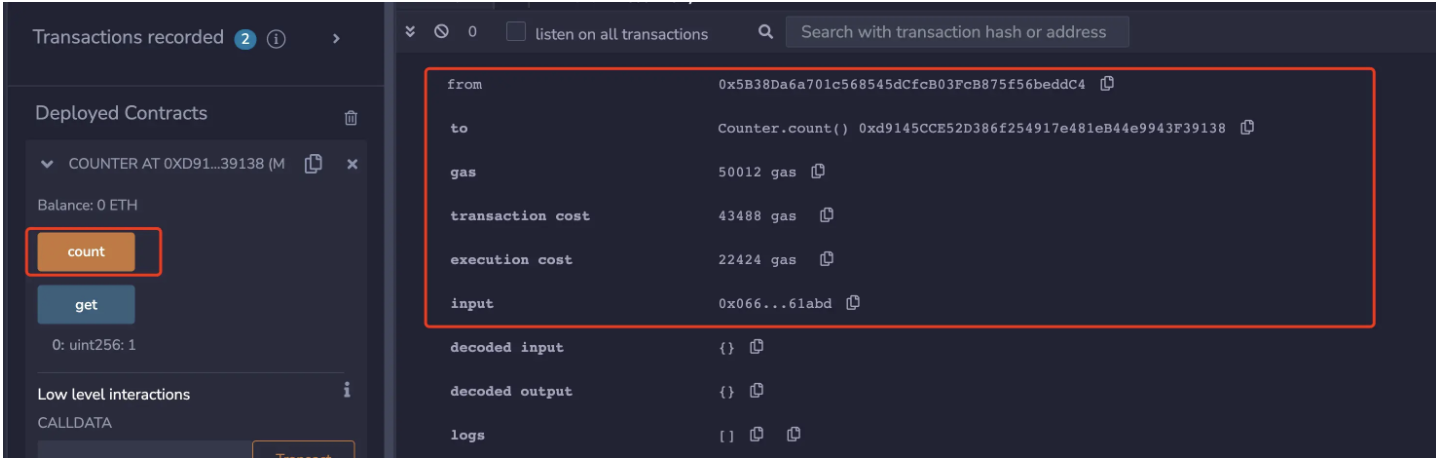 Transactions recorded 2 i >
0 listen on all transactions Search with transaction hash or address
Deployed Contracts
COUNTER AT 0XD91...39138 (M
Balance: 0 ETH
count
get
0: uint256: 1
Low level interactions i
CALLDATA
Transact
from 0x5B38Da6a701c568545dCfcB03FcB875f56beddC4
to Counter.count() 0xd9145CCE52D386f254917e481eB44e9943F39138
gas 50012 gas
transaction cost 43488 gas
execution cost 22424 gas
input 0x066...61abd
decoded input {}
decoded output {}
logs []